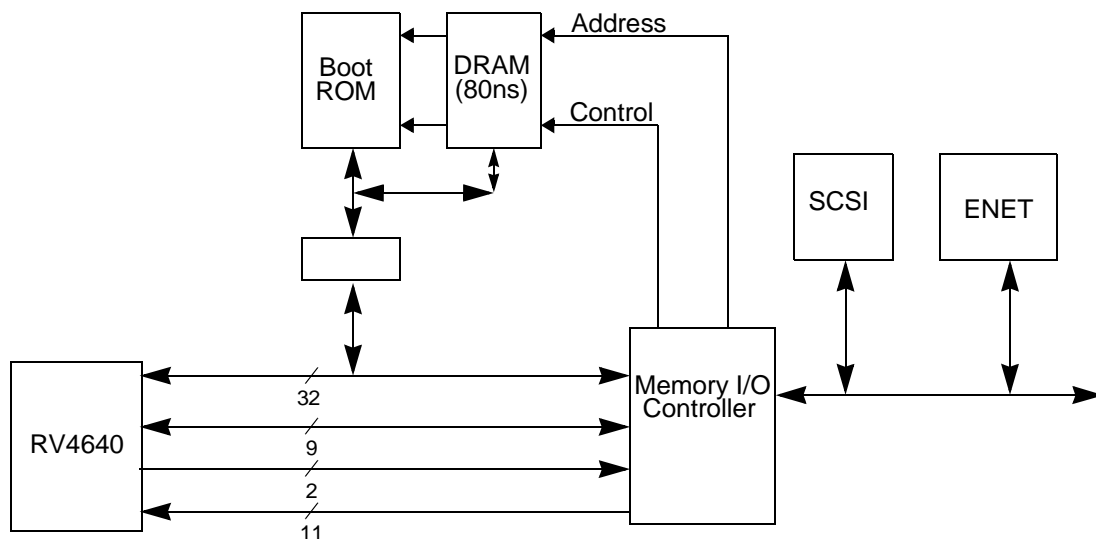 Address
Boot
ROM
DRAM
(80ns)
Control
SCSI
ENET
32
Memory I/O
Controller
RV4640
9
2
11